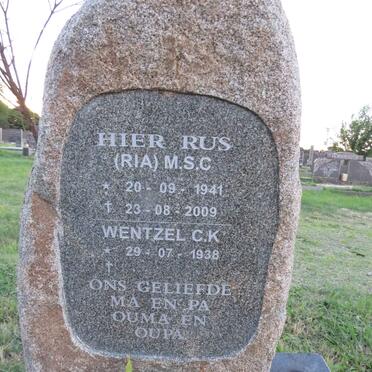 HIER RUS
(RIA) M.S.C
* 20 - 09 - 1941
† 23 - 08 - 2009
WENTZEL C.K
* 29 - 07 - 1938
†
ONS GELIEFDE
MA EN PA
OUMA EN
OUPA